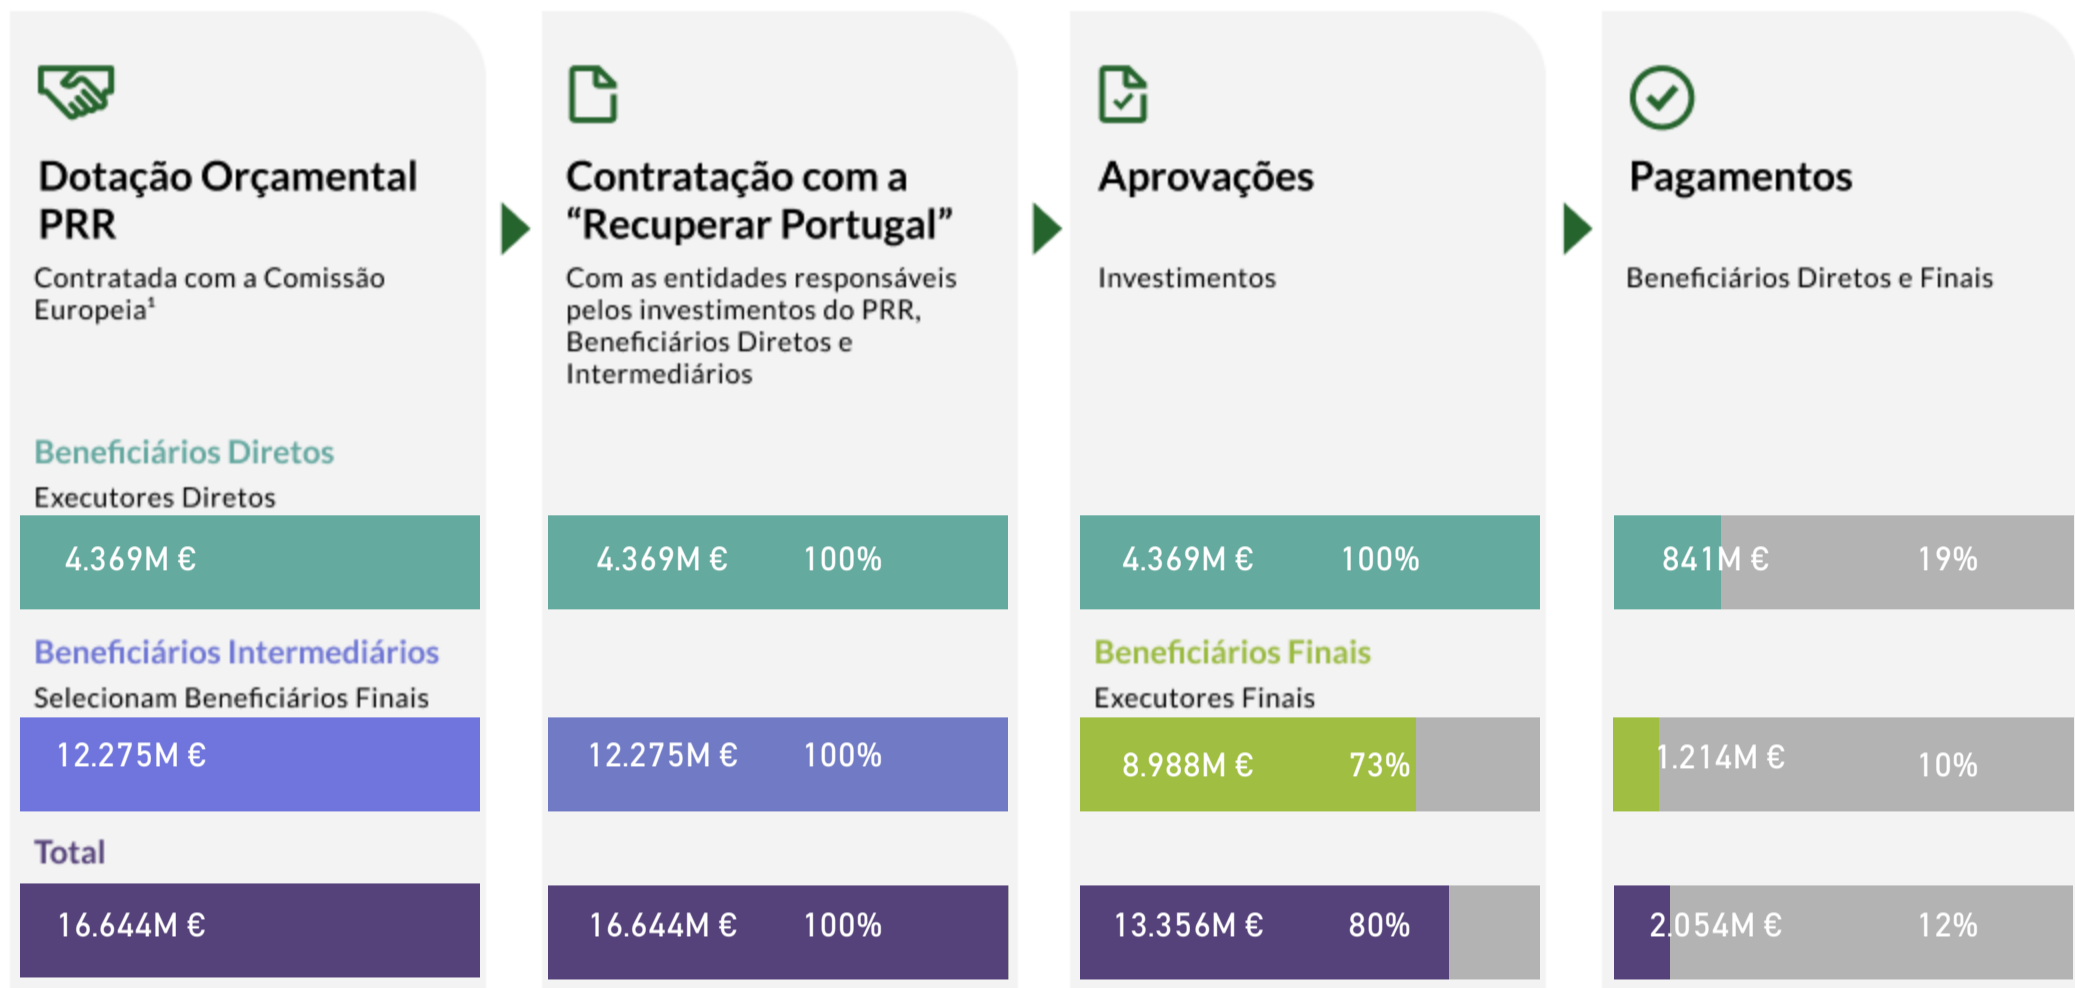 Dotação Orçamental
PRR
Contratada com a Comissão
Europeia¹
Contratação com a
“Recuperar Portugal”
Com as entidades responsáveis
pelos investimentos do PRR,
Beneficiários Diretos e
Intermediários
Aprovações
Investimentos
Pagamentos
Beneficiários Diretos e Finais
Beneficiários Diretos
Executores Diretos
4.369M €
4.369M € 100%
4.369M € 100%
841M € 19%
Beneficiários Intermediários
Selecionam Beneficiários Finais
Beneficiários Finais
Executores Finais
12.275M €
12.275M € 100%
8.988M € 73%
1.214M € 10%
Total
16.644M €
16.644M € 100%
13.356M € 80%
2.054M € 12%